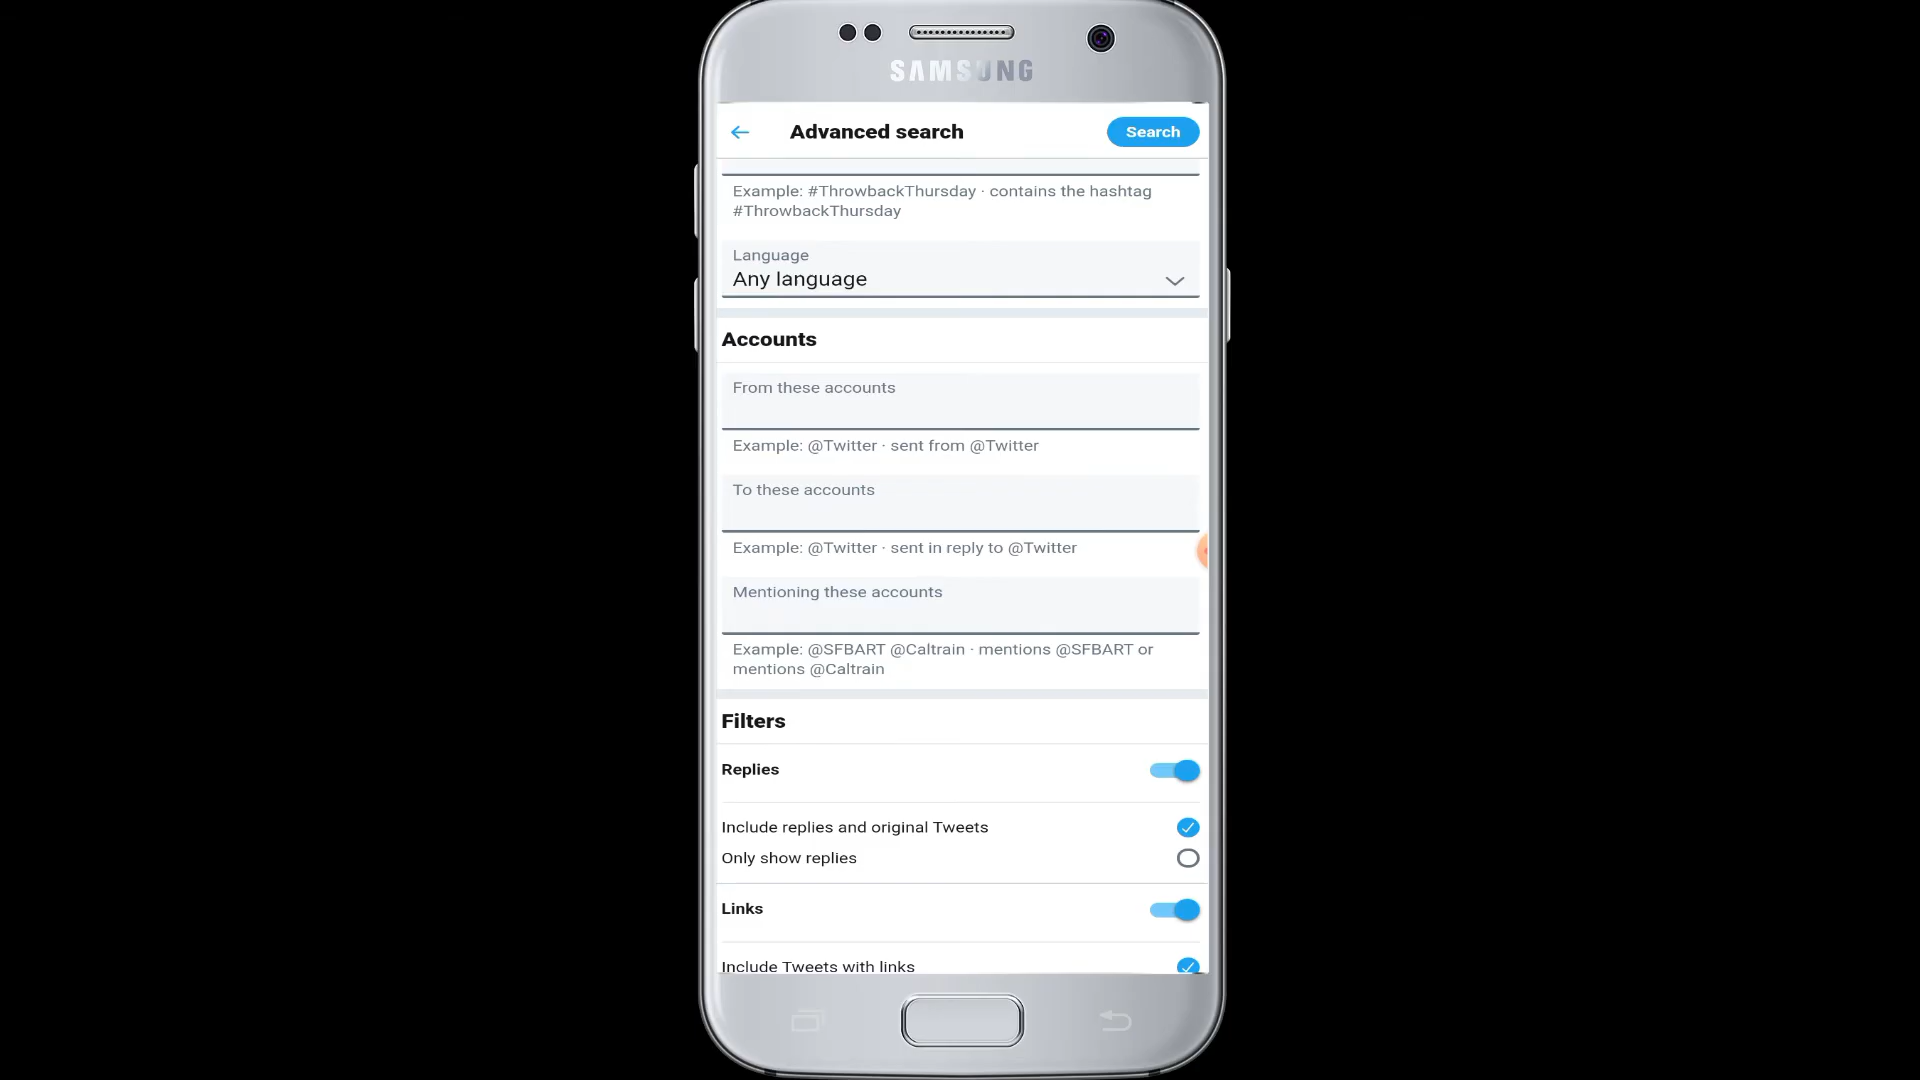 SAMSUNG
Advanced search
Search
Example: #ThrowbackThursday · contains the hashtag
#ThrowbackThursday
Language
Any language
Accounts
From these accounts
Example: @Twitter · sent from @Twitter
To these accounts
Example: @Twitter · sent in reply to @Twitter
Mentioning these accounts
Example: @SFBART @Caltrain · mentions @SFBART or
mentions @Caltrain
Filters
Replies
Include replies and original Tweets
Only show replies
Links
Include Tweets with links